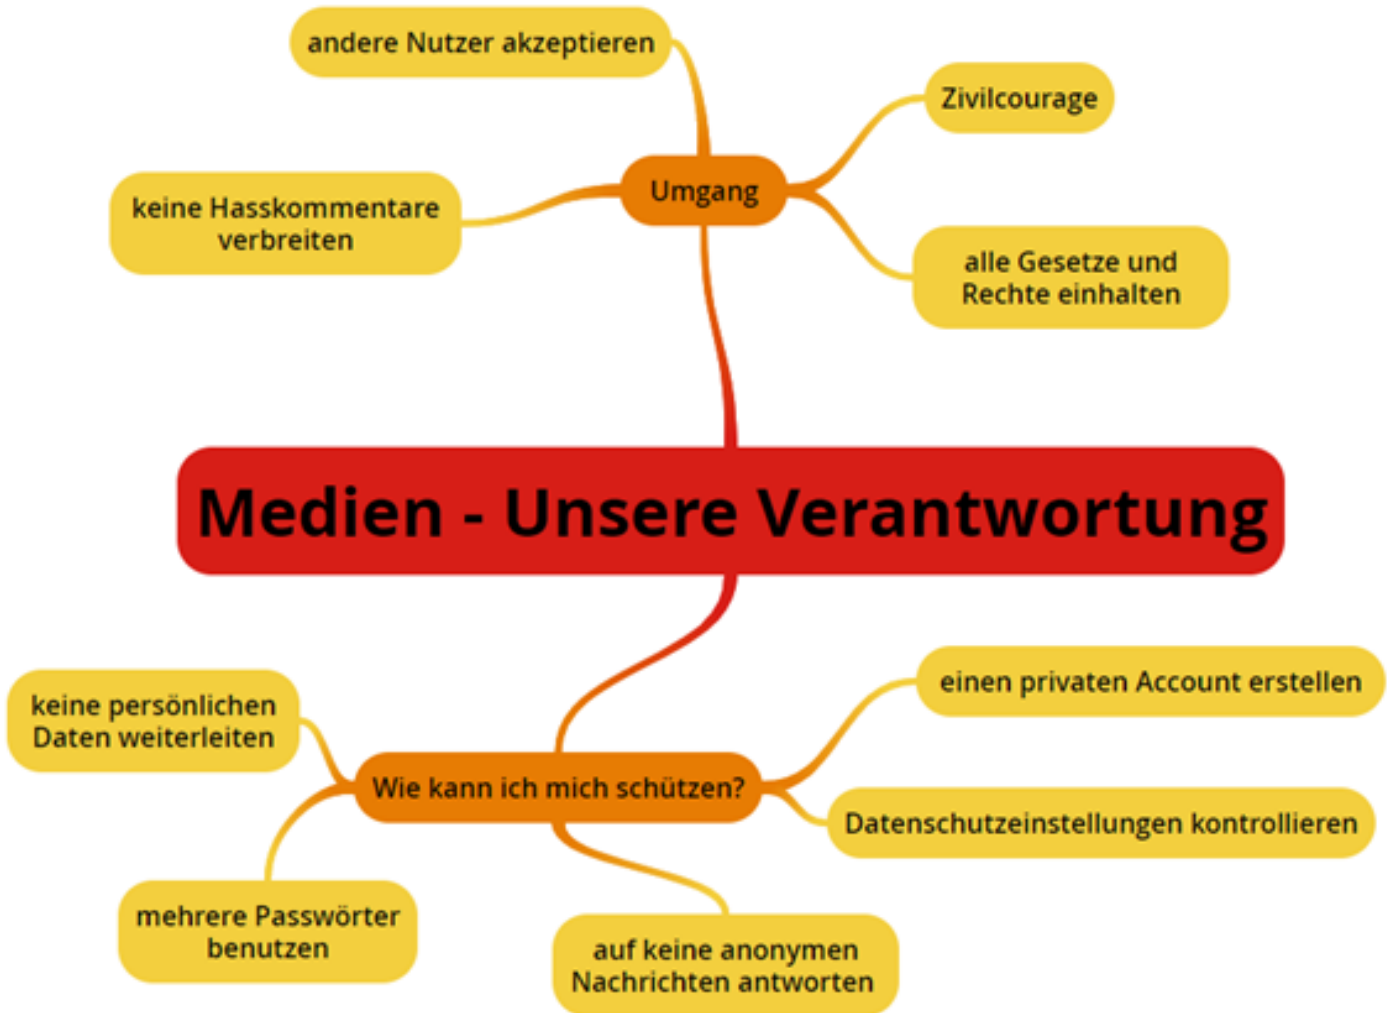 andere Nutzer akzeptieren
Zivilcourage
Umgang
keine Hasskommentare
verbreiten
alle Gesetze und
Rechte einhalten
Medien - Unsere Verantwortung
einen privaten Account erstellen
keine persönlichen
Daten weiterleiten
Wie kann ich mich schützen?
Datenschutzeinstellungen kontrollieren
mehrere Passwörter
benutzen
auf keine anonymen
Nachrichten antworten